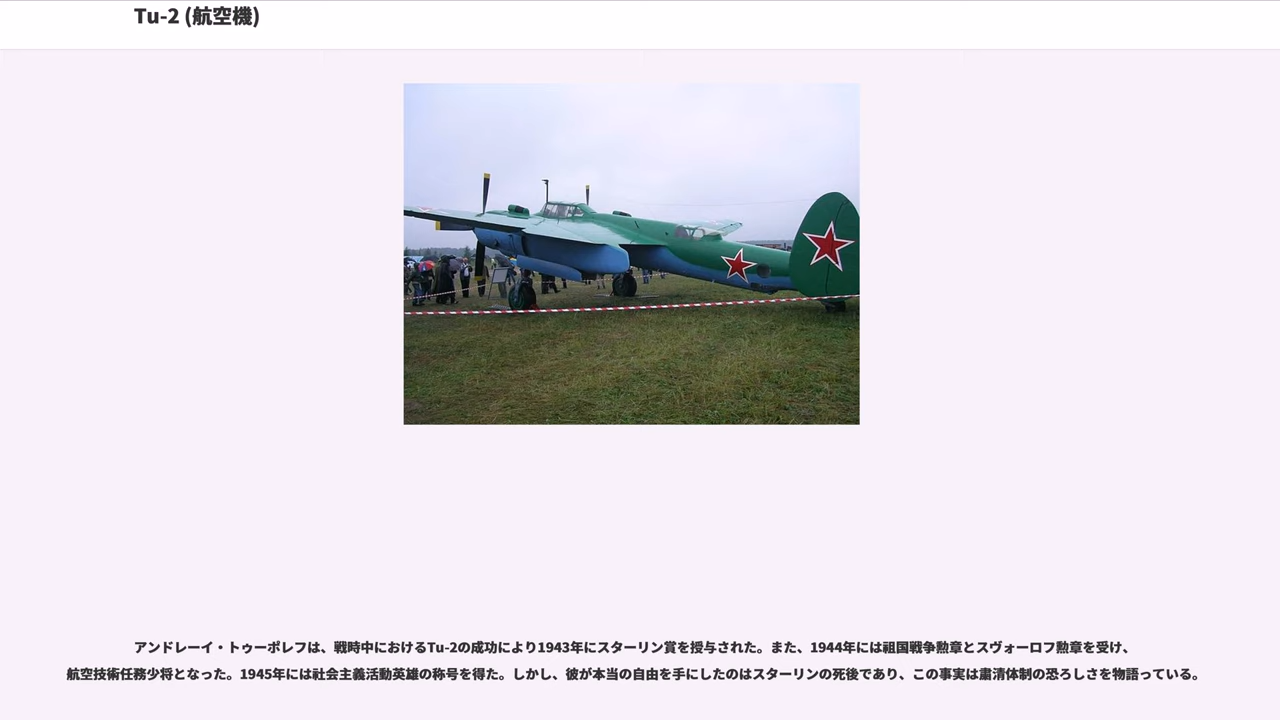 Tu-2 (航空機)
アンドレーイ・トゥーポレフは、戦時中におけるTu-2の成功により1943年にスターリン賞を授与された。また、1944年には祖国戦争勲章とスヴォーロフ勲章を受け、
航空技術任務少将となった。1945年には社会主義活動英雄の称号を得た。しかし、彼が本当の自由を手にしたのはスターリンの死後であり、この事実は粛清体制の恐ろしさを物語っている。